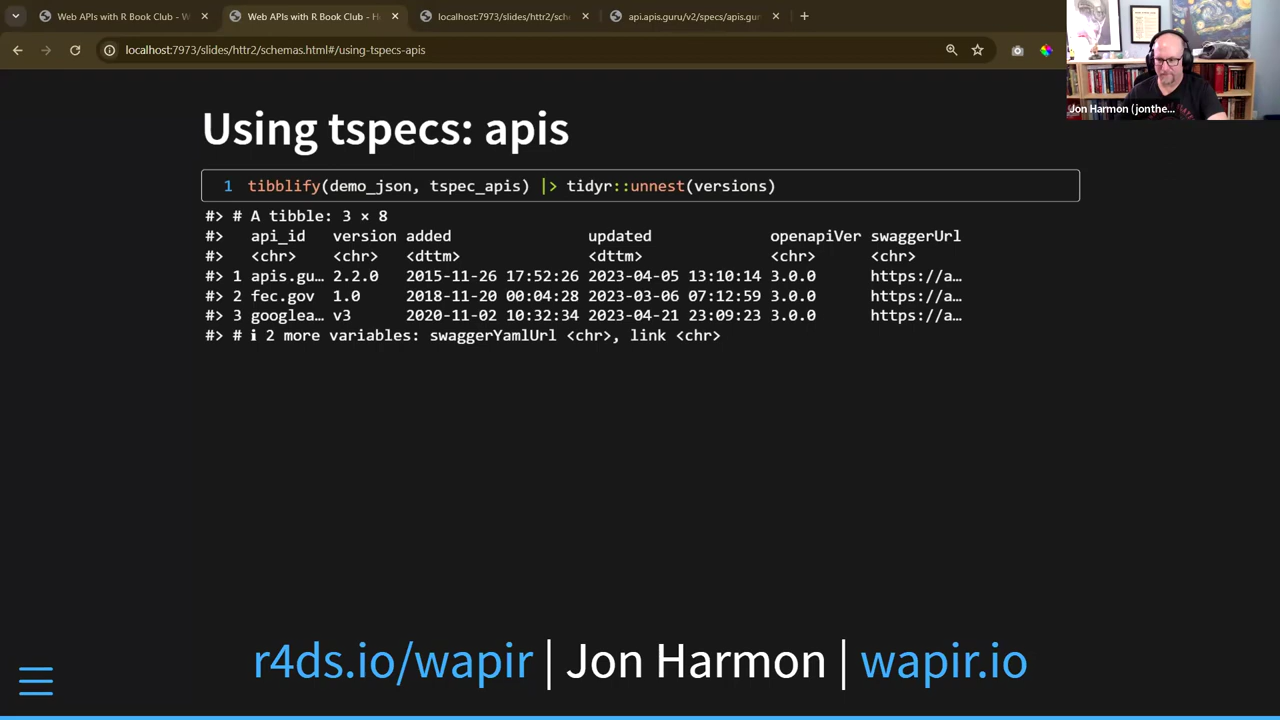 Web APIs with R Book Club - W
Web APIs with R Book Club - H
localhost:7973/slides/httr2/sch
api.apis.guru/v2/specs/apis.gur
localhost:7973/slides/httr2/schemas.html#/using-tspecs-apis
Jon Harmon (jonthe...
Using tspecs: apis
1 tibblify(demo_json, tspec_apis) |> tidyr::unnest(versions)
#> # A tibble: 3 × 8
#> api_id version added updated openapiVer swaggerUrl
#> <chr> <chr> <dttm> <dttm> <chr> <chr>
#> 1 apis.gu… 2.2.0 2015-11-26 17:52:26 2023-04-05 13:10:14 3.0.0 https://a…
#> 2 fec.gov 1.0 2018-11-20 00:04:28 2023-03-06 07:12:59 3.0.0 https://a…
#> 3 googlea… v3 2020-11-02 10:32:34 2023-04-21 23:09:23 3.0.0 https://a…
#> # ℹ 2 more variables: swaggerYamlUrl <chr>, link <chr>
r4ds.io/wapir | Jon Harmon | wapir.io